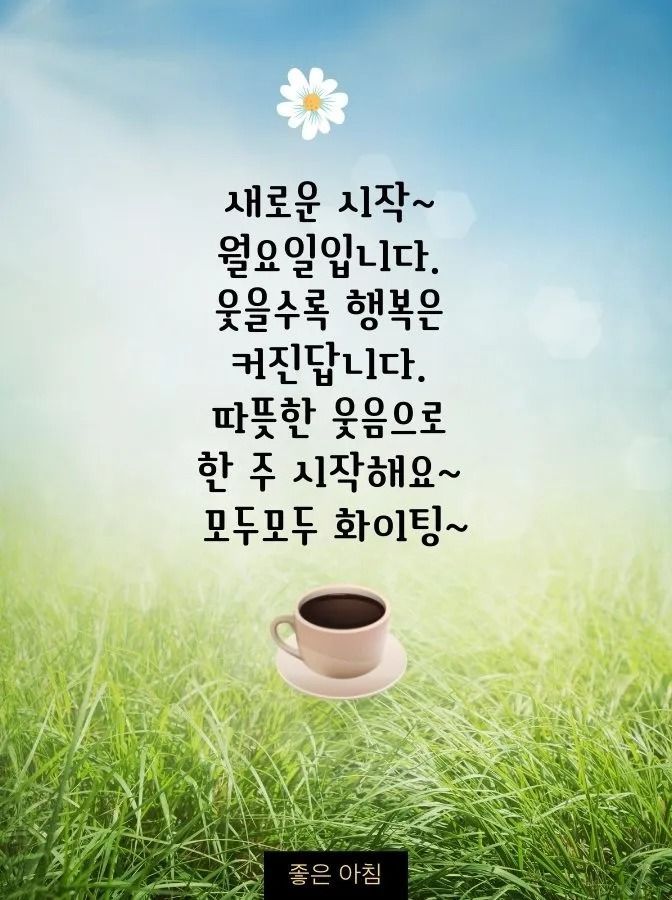 새로운 시작~
월요일입니다.
웃을수록 행복은
커진답니다.
따뜻한 웃음으로
한 주 시작해요~
모두모두 화이팅~
좋은 아침